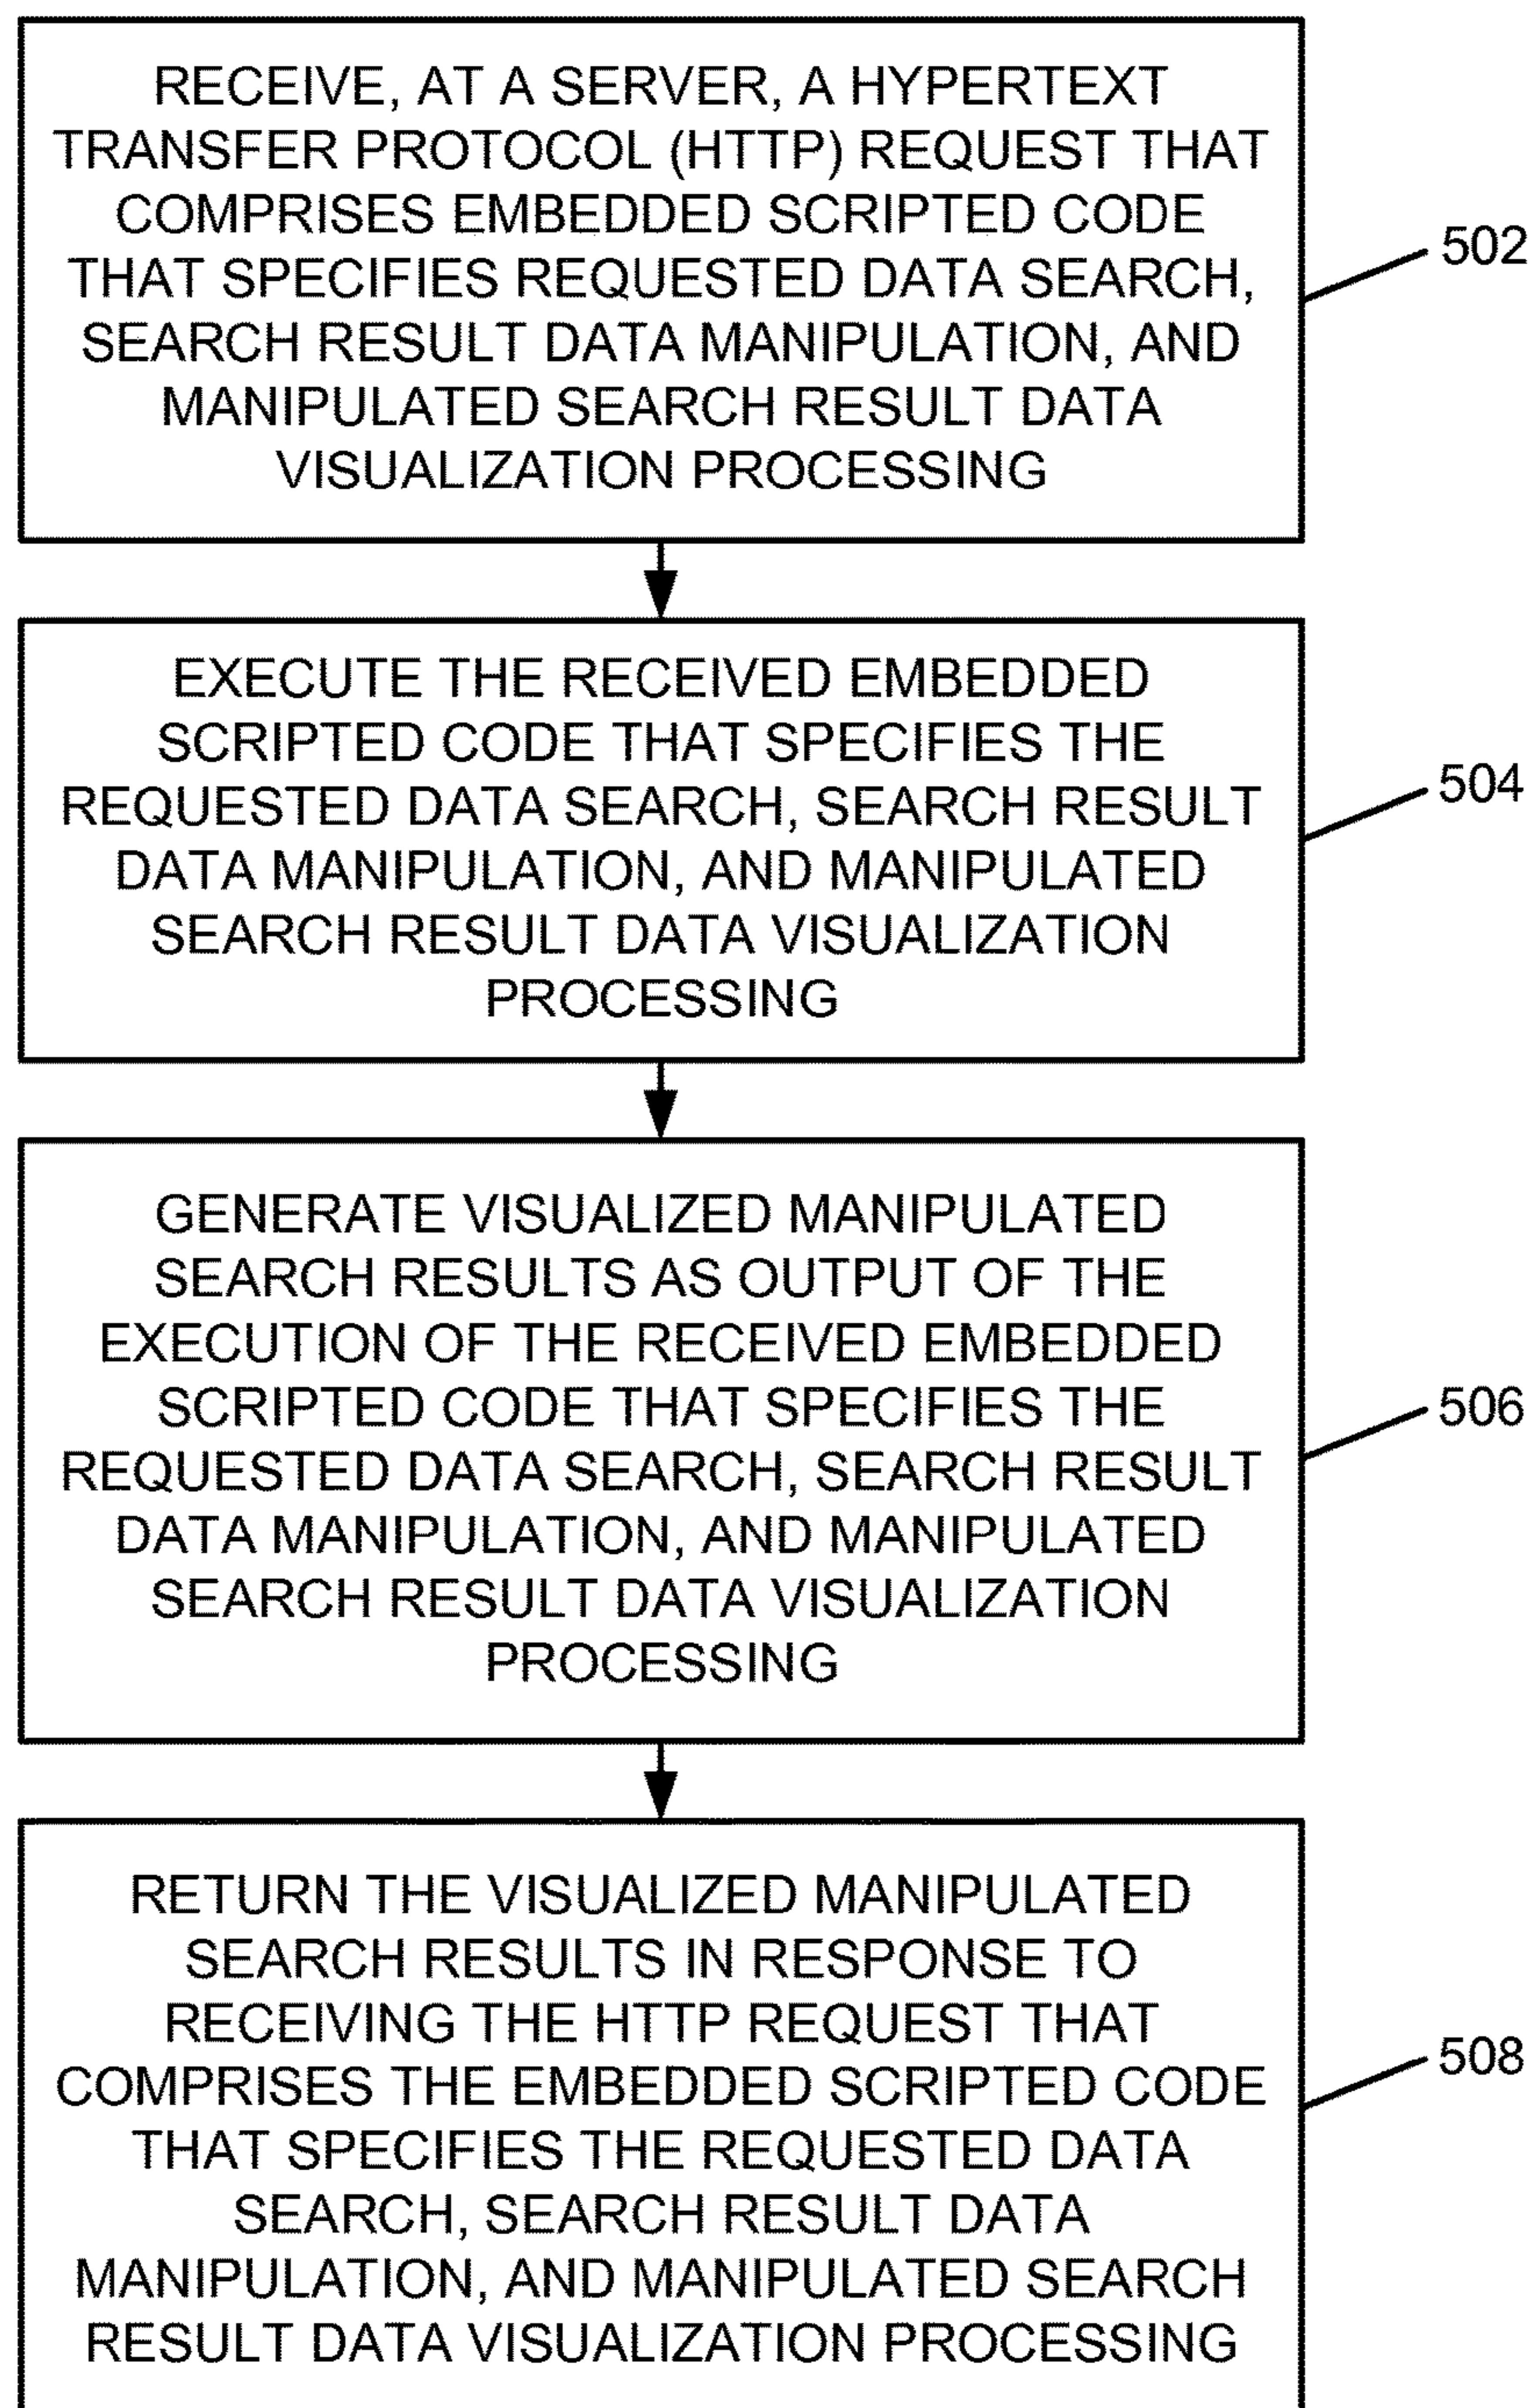 RECEIVE, AT A SERVER, A HYPERTEXT
TRANSFER PROTOCOL (HTTP) REQUEST THAT
COMPRISES EMBEDDED SCRIPTED CODE
THAT SPECIFIES REQUESTED DATA SEARCH,
SEARCH RESULT DATA MANIPULATION, AND
MANIPULATED SEARCH RESULT DATA
VISUALIZATION PROCESSING
502
EXECUTE THE RECEIVED EMBEDDED
SCRIPTED CODE THAT SPECIFIES THE
REQUESTED DATA SEARCH, SEARCH RESULT
DATA MANIPULATION, AND MANIPULATED
SEARCH RESULT DATA VISUALIZATION
PROCESSING
504
GENERATE VISUALIZED MANIPULATED
SEARCH RESULTS AS OUTPUT OF THE
EXECUTION OF THE RECEIVED EMBEDDED
SCRIPTED CODE THAT SPECIFIES THE
REQUESTED DATA SEARCH, SEARCH RESULT
DATA MANIPULATION, AND MANIPULATED
SEARCH RESULT DATA VISUALIZATION
PROCESSING
506
RETURN THE VISUALIZED MANIPULATED
SEARCH RESULTS IN RESPONSE TO
RECEIVING THE HTTP REQUEST THAT
COMPRISES THE EMBEDDED SCRIPTED CODE
THAT SPECIFIES THE REQUESTED DATA
SEARCH, SEARCH RESULT DATA
MANIPULATION, AND MANIPULATED SEARCH
RESULT DATA VISUALIZATION PROCESSING
508